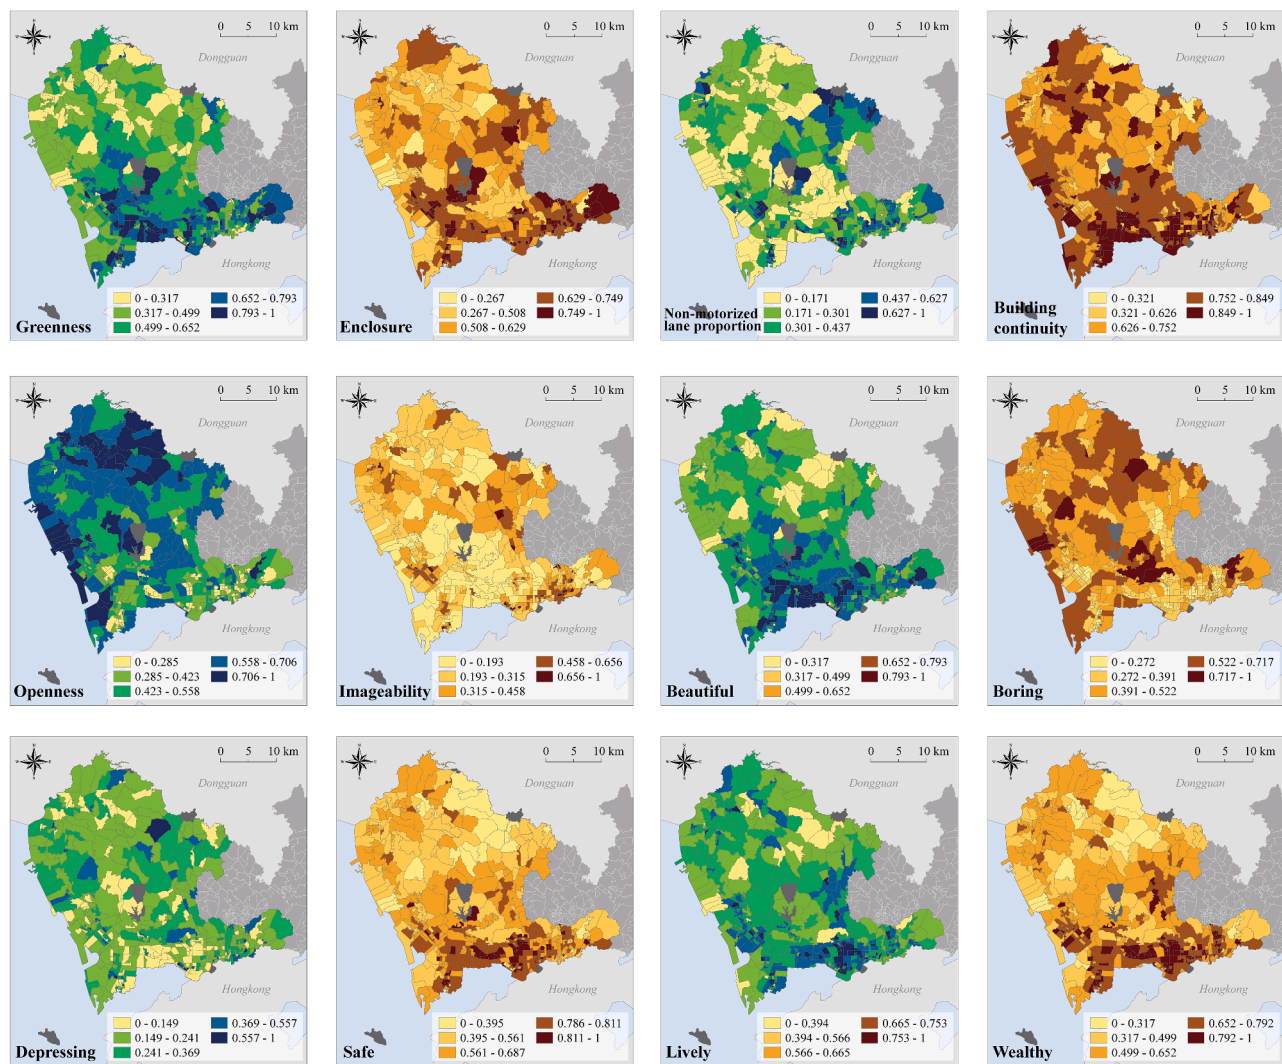 0 5 10 km
Dongguan
Hongkong
0 - 0.317 0.652 - 0.793
0.317 - 0.499 0.793 - 1
0.499 - 0.652
Greenness
0 5 10 km
Dongguan
Hongkong
0 - 0.267 0.629 - 0.749
0.267 - 0.508 0.749 - 1
0.508 - 0.629
Enclosure
0 5 10 km
Dongguan
Hongkong
0 - 0.171 0.437 - 0.627
0.171 - 0.301 0.627 - 1
0.301 - 0.437
Non-motorized
lane proportion
0 5 10 km
Dongguan
Hongkong
0 - 0.321 0.752 - 0.849
0.321 - 0.626 0.849 - 1
0.626 - 0.752
Building
continuity
0 5 10 km
Dongguan
Hongkong
0 - 0.285 0.558 - 0.706
0.285 - 0.423 0.706 - 1
0.423 - 0.558
Openness
0 5 10 km
Dongguan
Hongkong
0 - 0.193 0.458 - 0.656
0.193 - 0.315 0.656 - 1
0.315 - 0.458
Imageability
0 5 10 km
Dongguan
Hongkong
0 - 0.317 0.652 - 0.793
0.317 - 0.499 0.793 - 1
0.499 - 0.652
Beautiful
0 5 10 km
Dongguan
Hongkong
0 - 0.272 0.522 - 0.717
0.272 - 0.391 0.717 - 1
0.391 - 0.522
Boring
0 5 10 km
Dongguan
Hongkong
0 - 0.149 0.369 - 0.557
0.149 - 0.241 0.557 - 1
0.241 - 0.369
Depressing
0 5 10 km
Dongguan
Hongkong
0 - 0.395 0.786 - 0.811
0.395 - 0.561 0.811 - 1
0.561 - 0.687
Safe
0 5 10 km
Dongguan
Hongkong
0 - 0.394 0.665 - 0.753
0.394 - 0.566 0.753 - 1
0.566 - 0.665
Lively
0 5 10 km
Dongguan
Hongkong
0 - 0.317 0.652 - 0.792
0.317 - 0.499 0.792 - 1
0.499 - 0.652
Wealthy